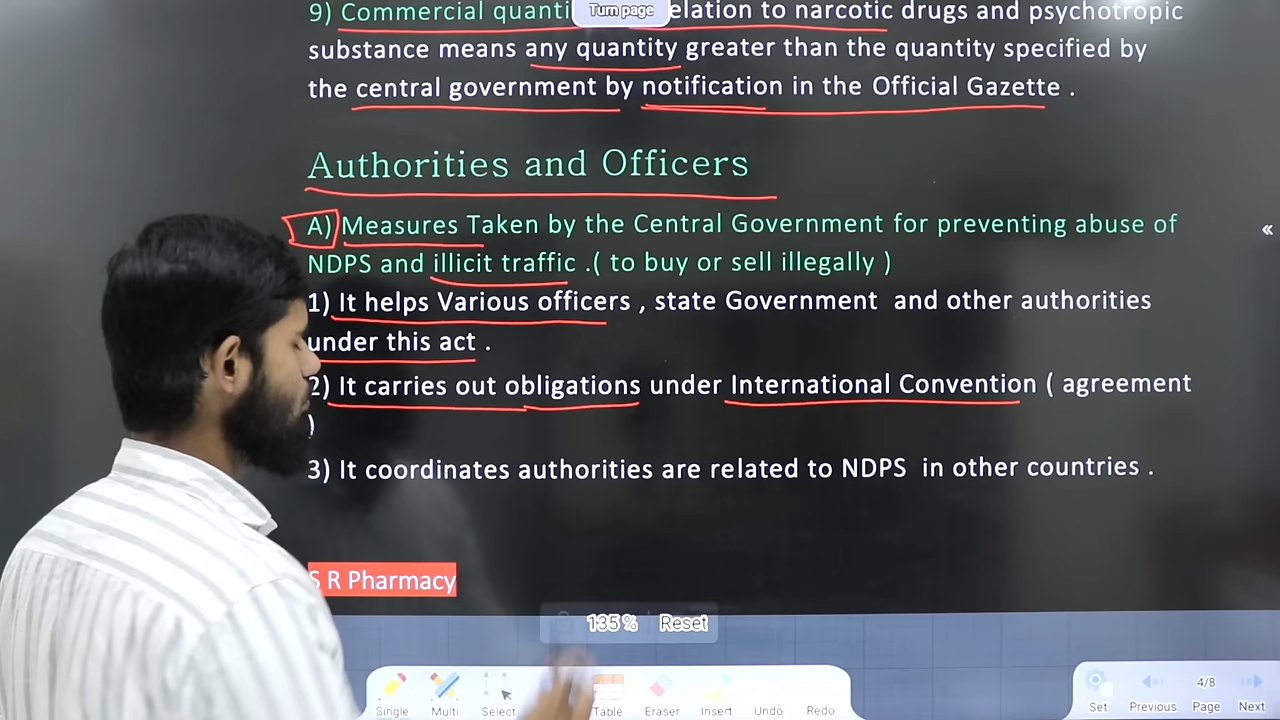 9) Commercial quanti elation to narcotic drugs and psychotropic
Turn page
substance means any quantity greater than the quantity specified by
the central government by notification in the Official Gazette .
Authorities and Officers
A) Measures Taken by the Central Government for preventing abuse of
NDPS and illicit traffic .( to buy or sell illegally )
1) It helps Various officers , state Government and other authorities
under this act .
2) It carries out obligations under International Convention ( agreement
)
3) It coordinates authorities are related to NDPS in other countries .
S R Pharmacy
135% Reset
Single Multi Select Table Eraser Insert Undo Redo
4/8
Set Previous Page Next